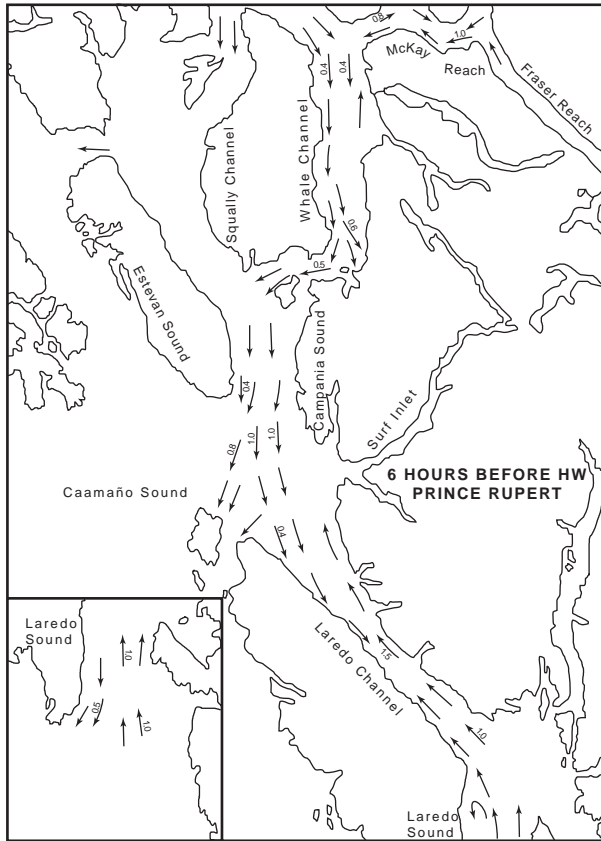 0.8
1.0
McKay
Reach
Fraser Reach
0.4
0.4
Squally Channel
Whale Channel
0.6
0.5
Estevan Sound
Campania Sound
0.4
Surf Inlet
1.0
1.0
0.8
6 HOURS BEFORE HW
PRINCE RUPERT
Caamaño Sound
0.4
Laredo Channel
1.5
1.0
Laredo
Sound
1.0
0.5
1.0
Laredo
Sound